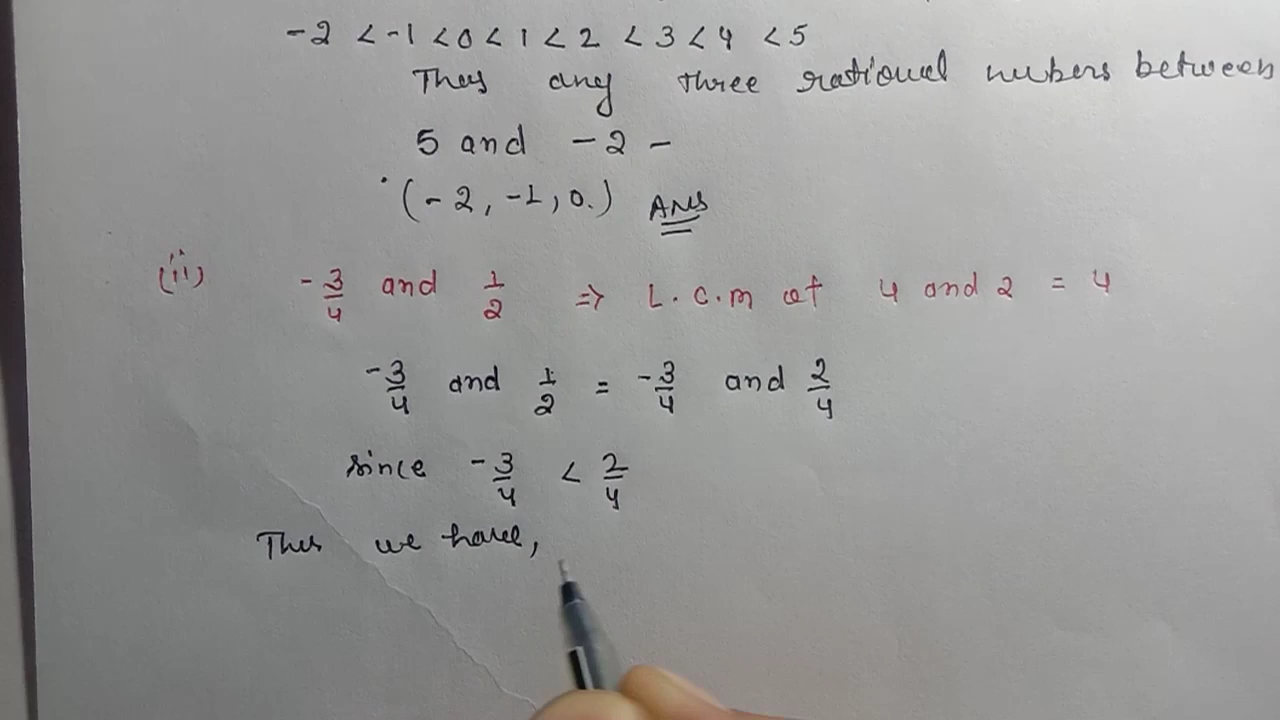 -2 < -1 < 0 < 1 < 2 < 3 < 4 < 5
Thus any three rational nubers between
5 and -2 -
(-2, -1, 0.) Ans
(ii) -3/4 and 1/2 => L.C.m of 4 and 2 = 4
-3/4 and 1/2 = -3/4 and 2/4
since -3/4 < 2/4
Thus we have,